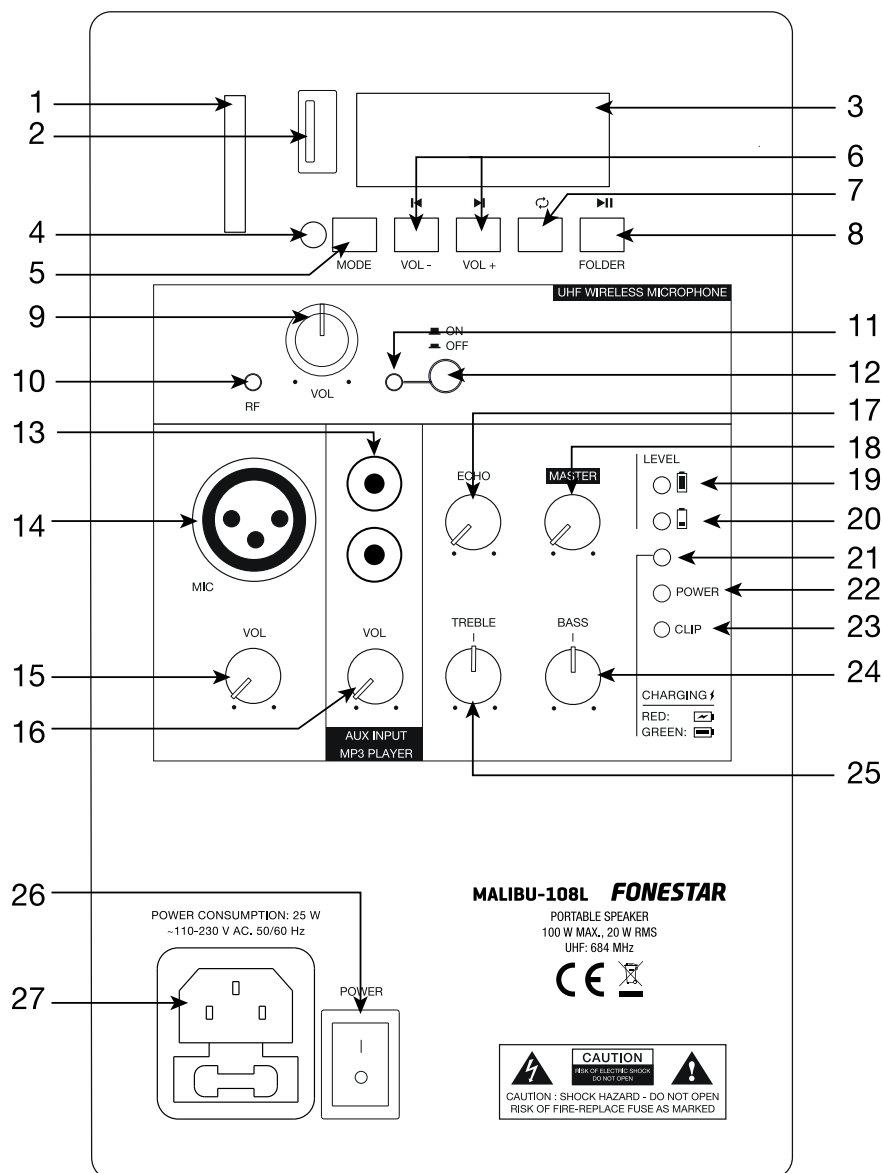 1
2
3
4
5
6
7
8
MODE
VOL -
VOL +
FOLDER
UHF WIRELESS MICROPHONE
9
10
11
12
ON
OFF
VOL
RF
13
14
15
16
17
18
19
20
21
22
23
24
25
MIC
VOL
VOL
AUX INPUT
MP3 PLAYER
ECHO
MASTER
TREBLE
BASS
LEVEL
POWER
CLIP
CHARGING
RED:
GREEN:
26
27
POWER CONSUMPTION: 25 W
~110-230 V AC. 50/60 Hz
POWER
MALIBU-108L FONESTAR
PORTABLE SPEAKER
100 W MAX., 20 W RMS
UHF: 684 MHz
CE
CAUTION
RISK OF ELECTRIC SHOCK
DO NOT OPEN
CAUTION : SHOCK HAZARD - DO NOT OPEN
RISK OF FIRE-REPLACE FUSE AS MARKED